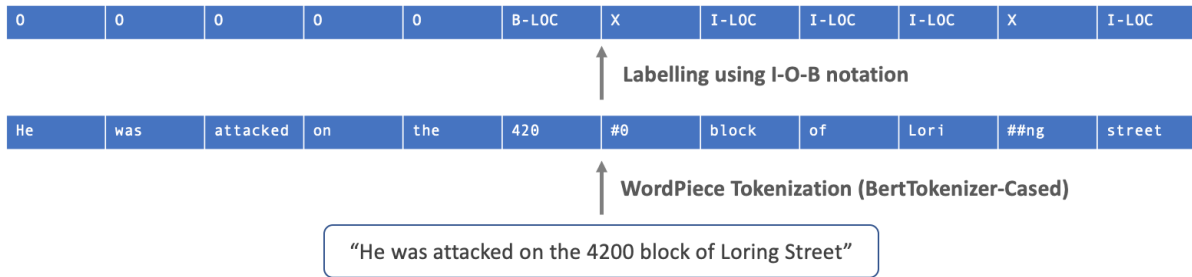 O O O O O B-LOC X I-LOC I-LOC I-LOC X I-LOC
Labelling using I-O-B notation
He was attacked on the 420 #0 block of Lori ##ng street
WordPiece Tokenization (BertTokenizer-Cased)
“He was attacked on the 4200 block of Loring Street”